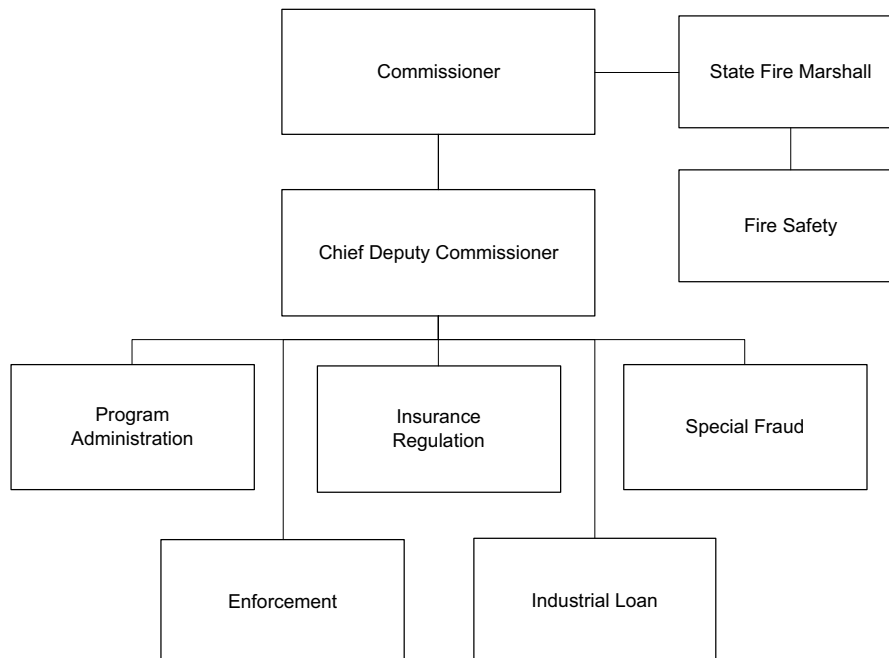 Commissioner
State Fire Marshall
Fire Safety
Chief Deputy Commissioner
Program
Administration
Insurance
Regulation
Special Fraud
Enforcement
Industrial Loan